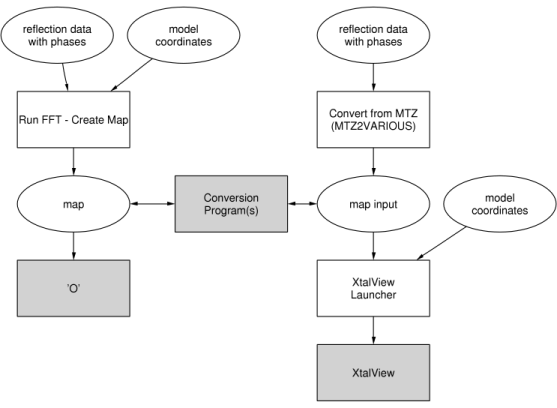 reflection data
with phases
model
coordinates
reflection data
with phases
Run FFT - Create Map
Convert from MTZ
(MTZ2VARIOUS)
map
Conversion
Program(s)
map input
model
coordinates
'O'
XtalView
Launcher
XtalView